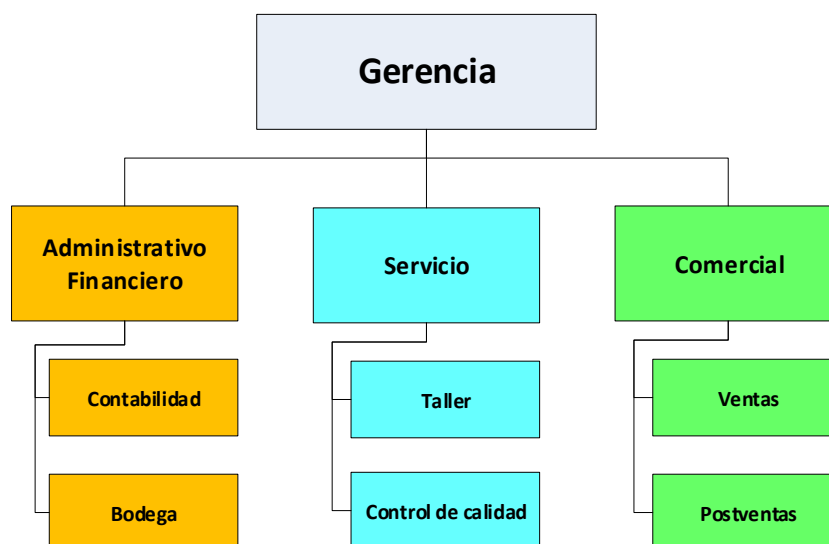 Gerencia
Administrativo
Financiero
Servicio
Comercial
Contabilidad
Taller
Ventas
Bodega
Control de calidad
Postventas